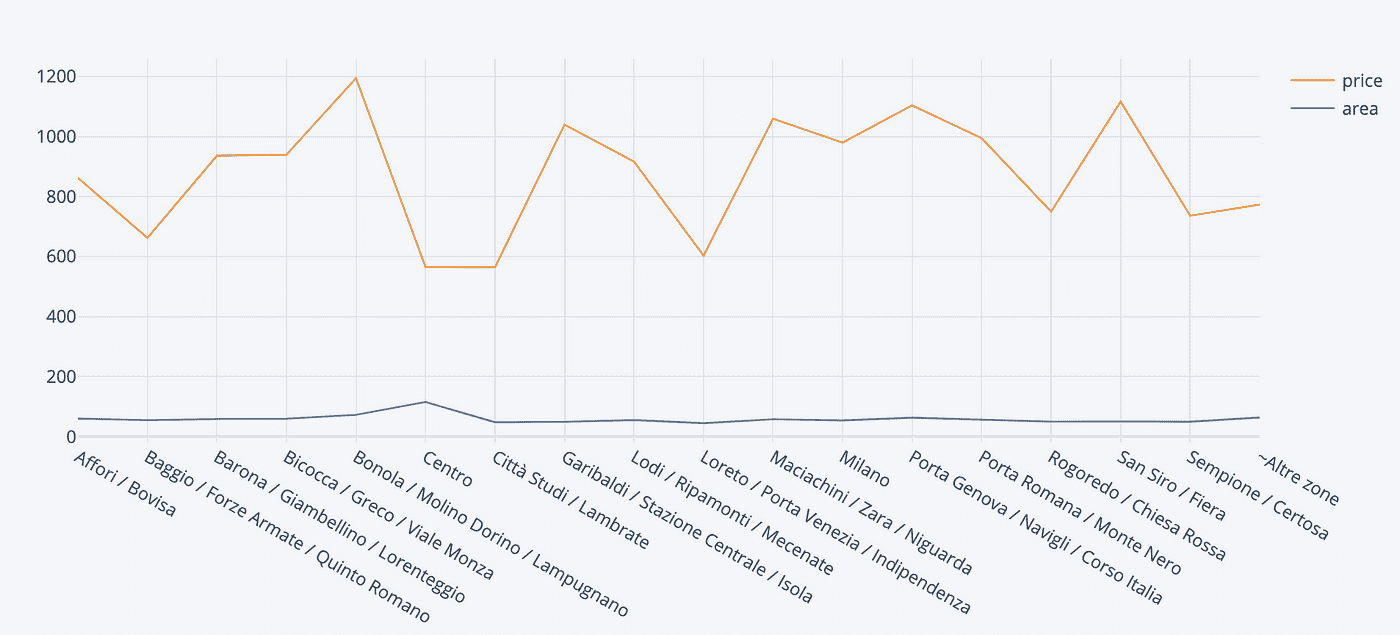 1200
1000
800
600
400
200
0
price
area
Affori / Bovisa
Baggio / Forze Armate / Quinto Romano
Barona / Giambellino / Lorenteggio
Bicocca / Greco / Viale Monza
Bonola / Molino Dorino / Lampugnano
Centro
Città Studi / Lambrate
Garibaldi / Stazione Centrale / Isola
Lodi / Ripamonti / Mecenate
Loreto / Porta Venezia / Indipendenza
Maciachini / Zara / Niguarda
Milano
Porta Genova / Navigli / Corso Italia
Porta Romana / Monte Nero
Rogoredo / Chiesa Rossa
San Siro / Fiera
Sempione / Certosa
~Altre zone